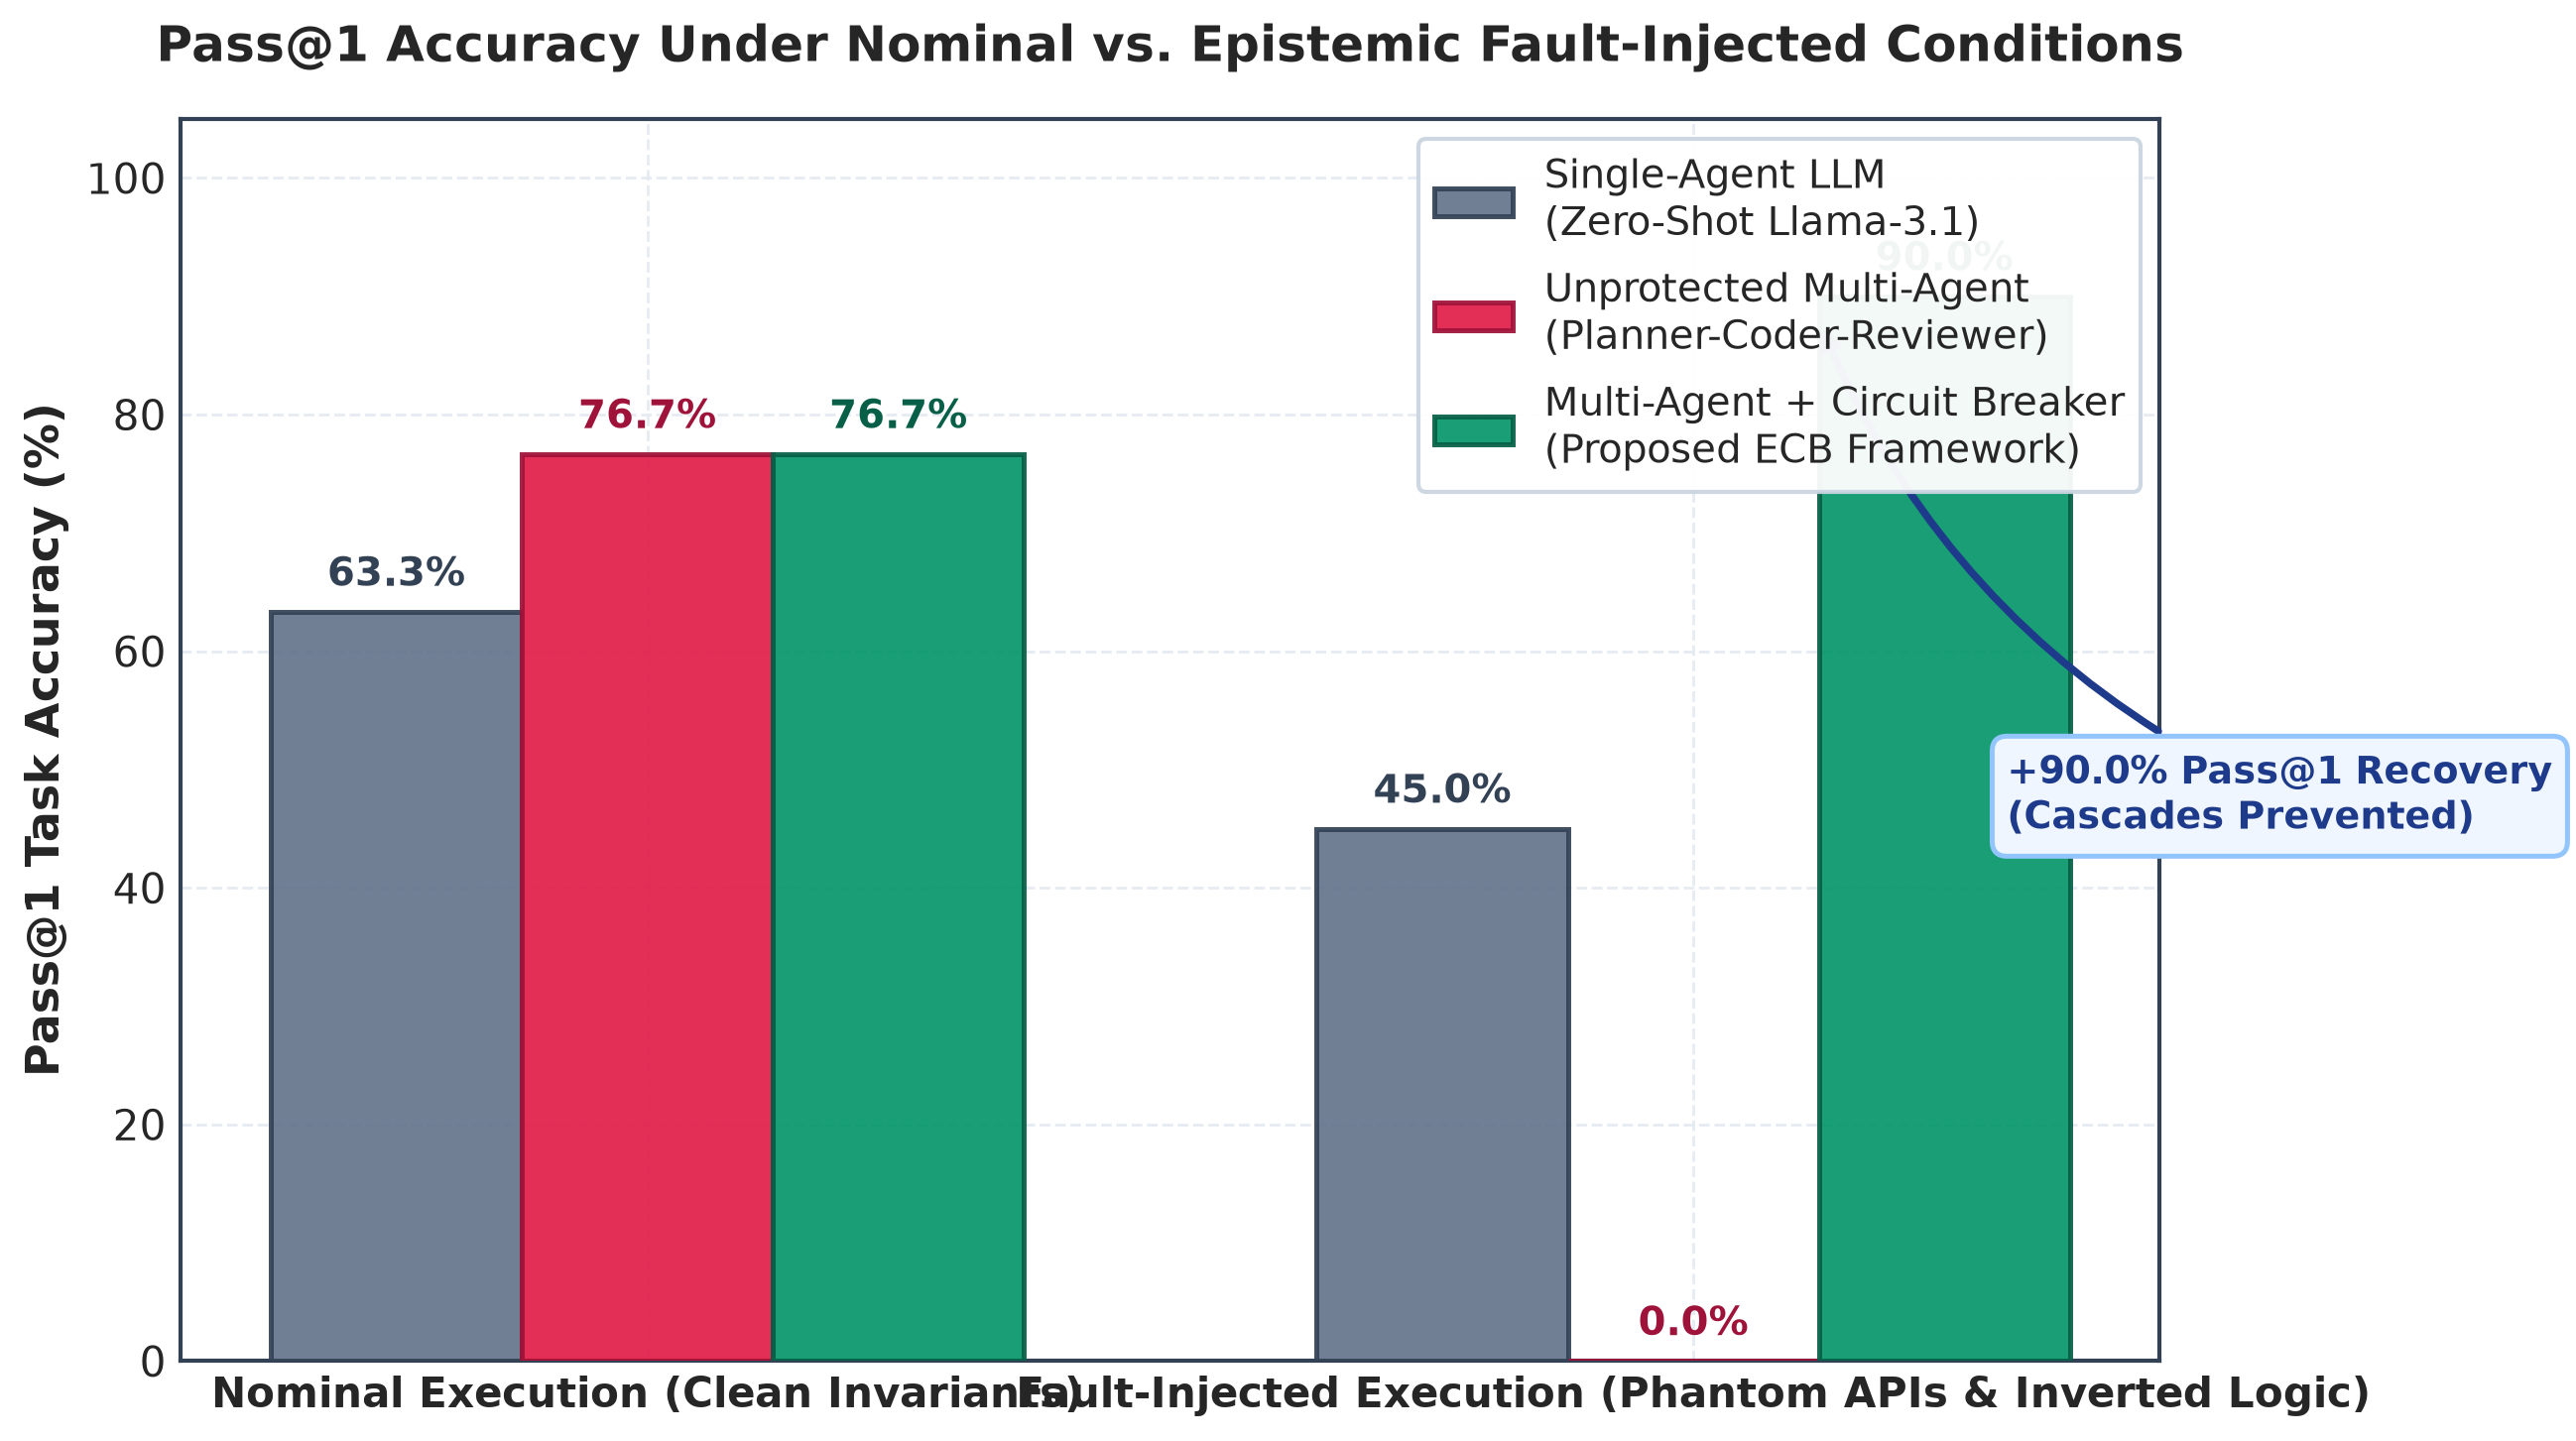 Pass@1 Accuracy Under Nominal vs. Epistemic Fault-Injected Conditions
Pass@1 Task Accuracy (%)
100
80
60
40
20
0
Single-Agent LLM
(Zero-Shot Llama-3.1)
Unprotected Multi-Agent
(Planner-Coder-Reviewer)
Multi-Agent + Circuit Breaker
(Proposed ECB Framework)
90.0%
76.7%
76.7%
63.3%
45.0%
0.0%
+90.0% Pass@1 Recovery
(Cascades Prevented)
Nominal Execution (Clean Invariants)
Fault-Injected Execution (Phantom APIs & Inverted Logic)